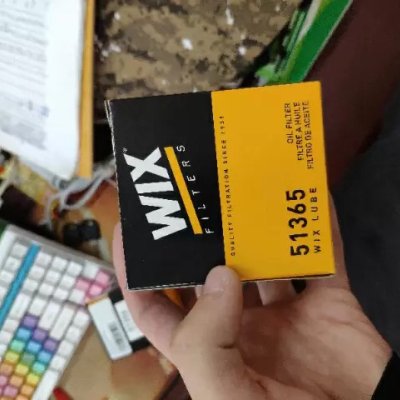 WIX®
FILTERS
QUALITY FILTRATION SINCE 1939
OIL FILTER
FILTRE À HUILE
FILTRO DE ACEITE
51365
WIX LUBE